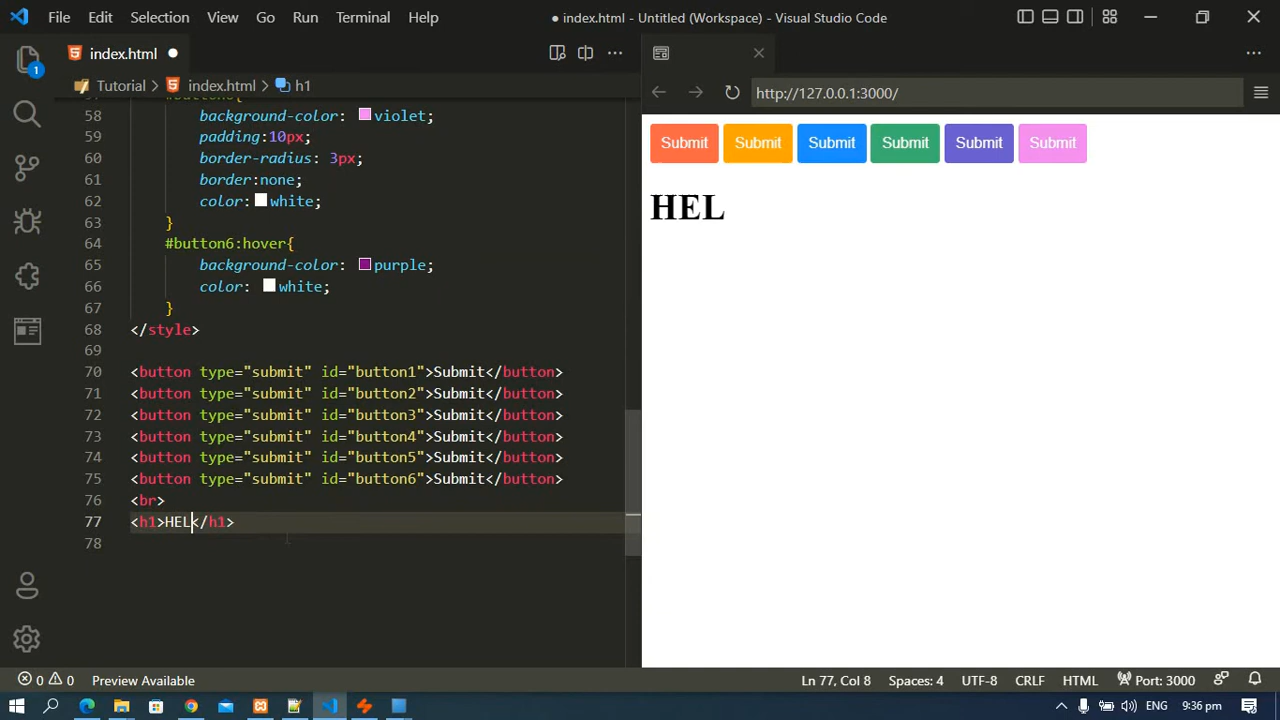 File Edit Selection View Go Run Terminal Help
● index.html - Untitled (Workspace) - Visual Studio Code
index.html ●
Tutorial > index.html > h1
1
58 background-color: violet;
59 padding:10px;
60 border-radius: 3px;
61 border:none;
62 color: white;
63 }
64 #button6:hover{
65 background-color: purple;
66 color: white;
67 }
68 </style>
69
70 <button type="submit" id="button1">Submit</button>
71 <button type="submit" id="button2">Submit</button>
72 <button type="submit" id="button3">Submit</button>
73 <button type="submit" id="button4">Submit</button>
74 <button type="submit" id="button5">Submit</button>
75 <button type="submit" id="button6">Submit</button>
76 <br>
77 <h1>HEL</h1>
78
http://127.0.0.1:3000/
Submit Submit Submit Submit Submit Submit
HEL
0 0 Preview Available Ln 77, Col 8 Spaces: 4 UTF-8 CRLF HTML Port: 3000
ENG 9:36 pm